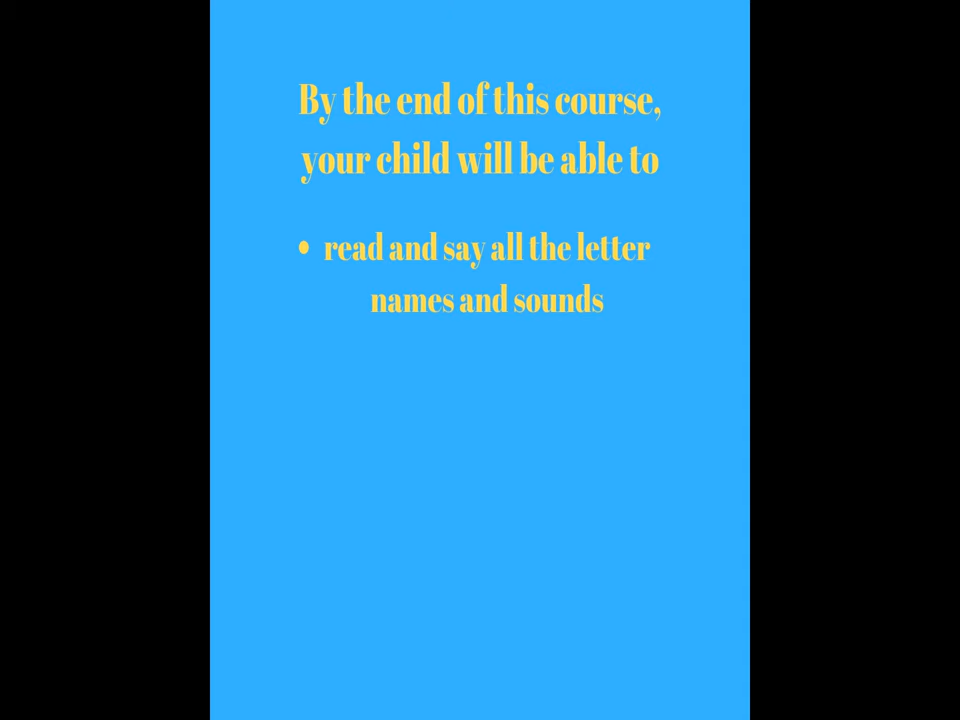 By the end of this course,
your child will be able to
• read and say all the letter
names and sounds